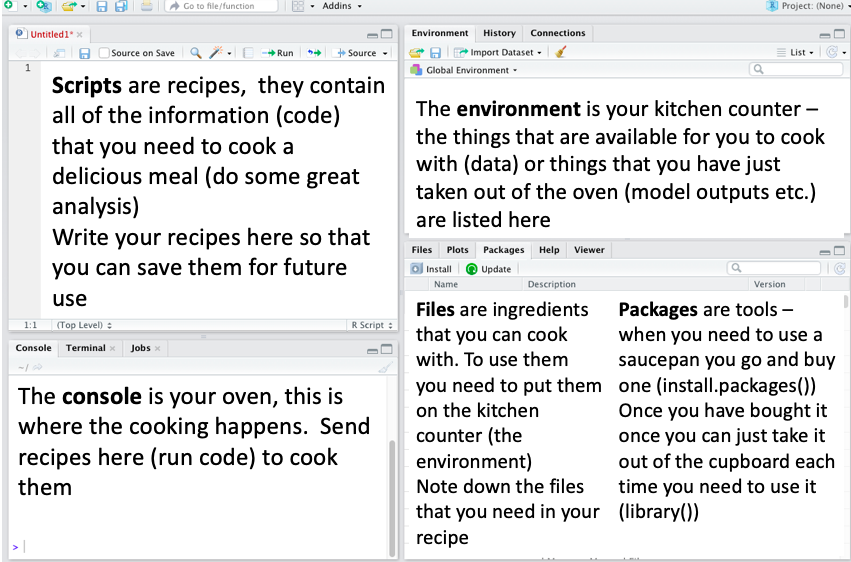 Go to file/function
Addins
Project: (None)
Untitled1*
Source on Save
Run
Source
1
Scripts are recipes, they contain
all of the information (code)
that you need to cook a
delicious meal (do some great
analysis)
Write your recipes here so that
you can save them for future
use
1:1
(Top Level)
R Script
Console
Terminal
Jobs
~/
The console is your oven, this is
where the cooking happens. Send
recipes here (run code) to cook
them
>
Environment
History
Connections
Import Dataset
List
Global Environment
The environment is your kitchen counter –
the things that are available for you to cook
with (data) or things that you have just
taken out of the oven (model outputs etc.)
are listed here
Files
Plots
Packages
Help
Viewer
Install
Update
Name
Description
Version
Files are ingredients
that you can cook
with. To use them
you need to put them
on the kitchen
counter (the
environment)
Note down the files
that you need in your
recipe
Packages are tools –
when you need to use a
saucepan you go and buy
one (install.packages())
Once you have bought it
once you can just take it
out of the cupboard each
time you need to use it
(library())